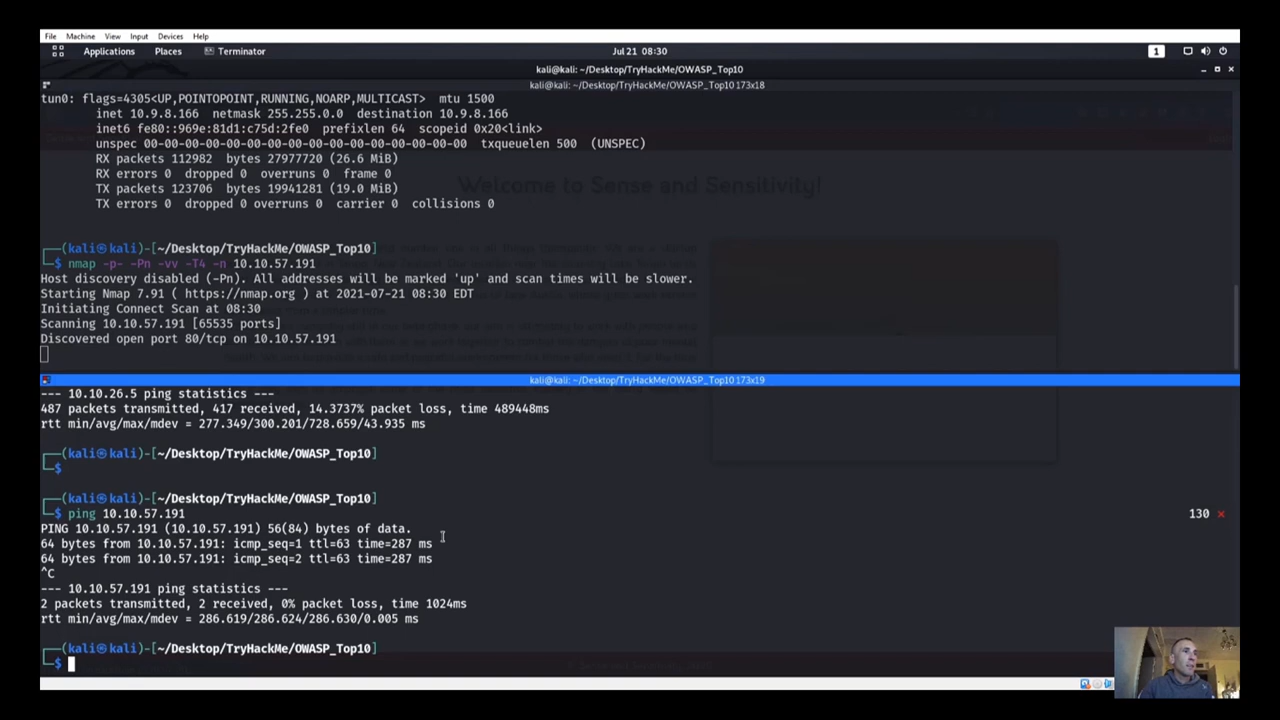 File Machine View Input Devices Help
Applications Places Terminator Jul 21 08:30 1
kali@kali: ~/Desktop/TryHackMe/OWASP_Top10
kali@kali: ~/Desktop/TryHackMe/OWASP_Top10 173x18
tun0: flags=4305<UP,POINTOPOINT,RUNNING,NOARP,MULTICAST> mtu 1500
inet 10.9.8.166 netmask 255.255.0.0 destination 10.9.8.166
inet6 fe80::969e:81d1:c75d:2fe0 prefixlen 64 scopeid 0x20<link>
unspec 00-00-00-00-00-00-00-00-00-00-00-00-00-00-00-00 txqueuelen 500 (UNSPEC)
RX packets 112982 bytes 27977720 (26.6 MiB)
RX errors 0 dropped 0 overruns 0 frame 0
TX packets 123706 bytes 19941281 (19.0 MiB)
Welcome to Sense and Sensitivity!
TX errors 0 dropped 0 overruns 0 carrier 0 collisions 0
┌──(kali㉿kali)-[~/Desktop/TryHackMe/OWASP_Top10]
└─$ nmap -p- -Pn -vv -T4 -n 10.10.57.191
Host discovery disabled (-Pn). All addresses will be marked 'up' and scan times will be slower.
Starting Nmap 7.91 ( https://nmap.org ) at 2021-07-21 08:30 EDT
Initiating Connect Scan at 08:30
Scanning 10.10.57.191 [65535 ports]
Discovered open port 80/tcp on 10.10.57.191
kali@kali: ~/Desktop/TryHackMe/OWASP_Top10 173x19
--- 10.10.26.5 ping statistics ---
487 packets transmitted, 417 received, 14.3737% packet loss, time 489448ms
rtt min/avg/max/mdev = 277.349/300.201/728.659/43.935 ms
┌──(kali㉿kali)-[~/Desktop/TryHackMe/OWASP_Top10]
└─$
┌──(kali㉿kali)-[~/Desktop/TryHackMe/OWASP_Top10]
└─$ ping 10.10.57.191 130 ⨯
PING 10.10.57.191 (10.10.57.191) 56(84) bytes of data.
64 bytes from 10.10.57.191: icmp_seq=1 ttl=63 time=287 ms
64 bytes from 10.10.57.191: icmp_seq=2 ttl=63 time=287 ms
^C
--- 10.10.57.191 ping statistics ---
2 packets transmitted, 2 received, 0% packet loss, time 1024ms
rtt min/avg/max/mdev = 286.619/286.624/286.630/0.005 ms
┌──(kali㉿kali)-[~/Desktop/TryHackMe/OWASP_Top10]
└─$